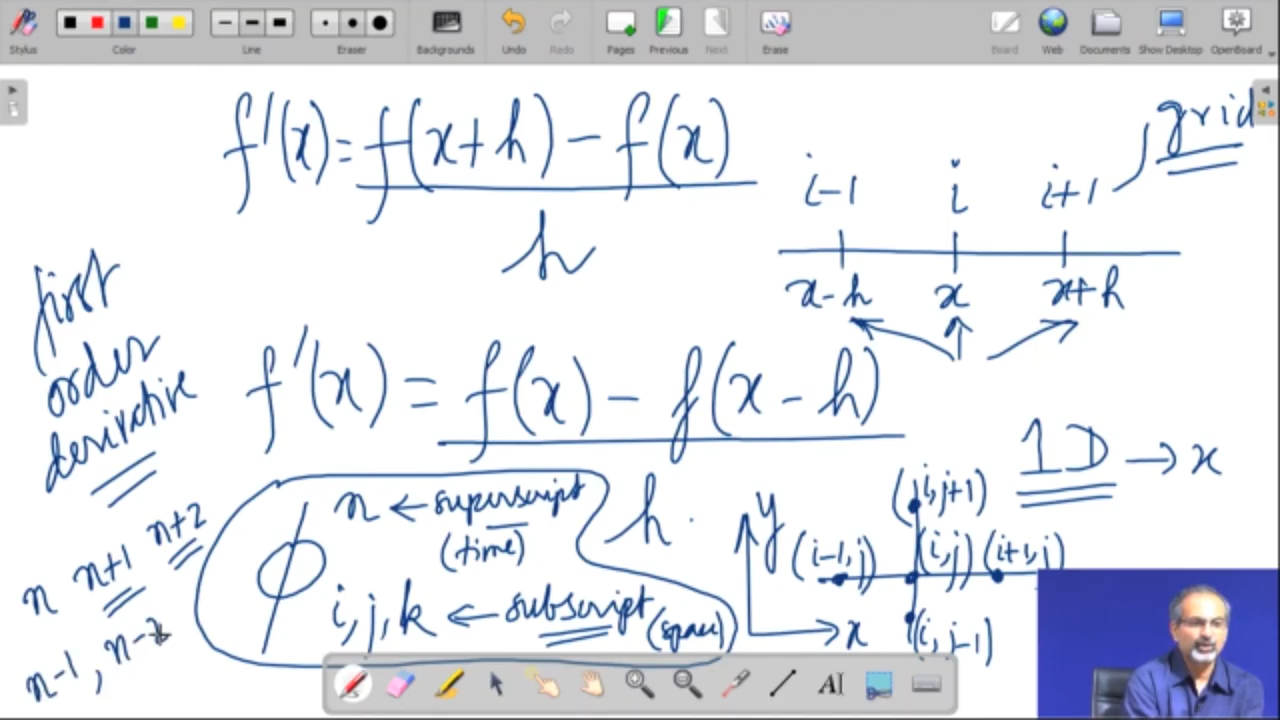 Stylus Color Line Eraser Backgrounds Undo Redo Pages Previous Next Erase Board Web Documents Show Desktop OpenBoard
f'(x) = f(x+h) - f(x)
h
grid
i-1 i i+1
x-h x x+h
first
order
derivative
f'(x) = f(x) - f(x-h)
h
1D → x
ϕ n ← superscript
(time)
i, j, k ← subscript (space)
n n+1 n+2
n-1, n-2
y
(i, j+1)
(i-1, j) (i, j) (i+1, j)
x
(i, j-1)
AI